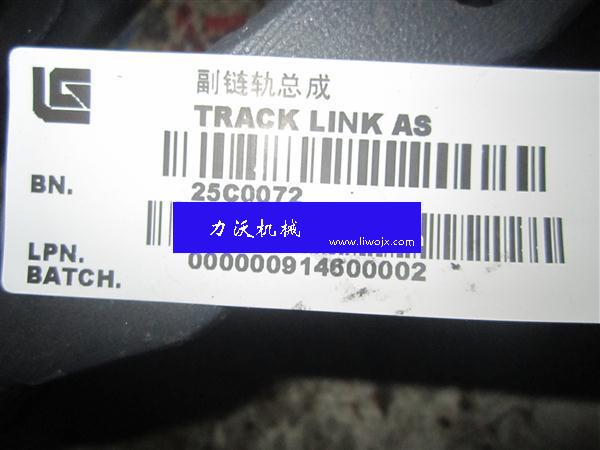 副链轨总成
TRACK LINK AS
BN.
25C0072
力沃机械
www.liwojx.com
LPN.
000000914600002
BATCH.